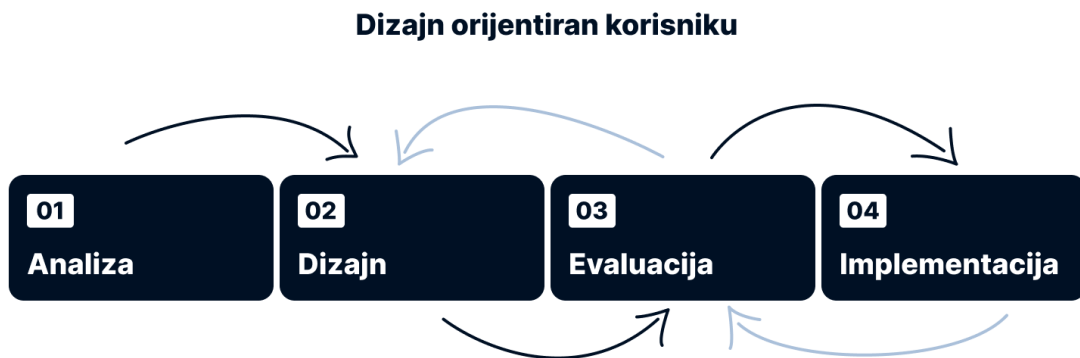 Dizajn orijentiran korisniku
01
Analiza
02
Dizajn
03
Evaluacija
04
Implementacija